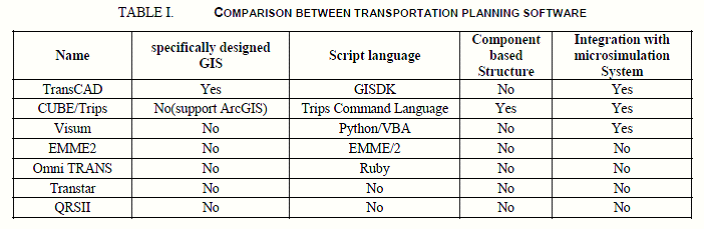 TABLE I. COMPARISON BETWEEN TRANSPORTATION PLANNING SOFTWARE
Name specifically designed GIS Script language Component based Structure Integration with microsimulation System
TransCAD Yes GISDK No Yes
CUBE/Trips No(support ArcGIS) Trips Command Language Yes Yes
Visum No Python/VBA No Yes
EMME2 No EMME/2 No No
Omni TRANS No Ruby No No
Transtar No No No No
QRSII No No No No